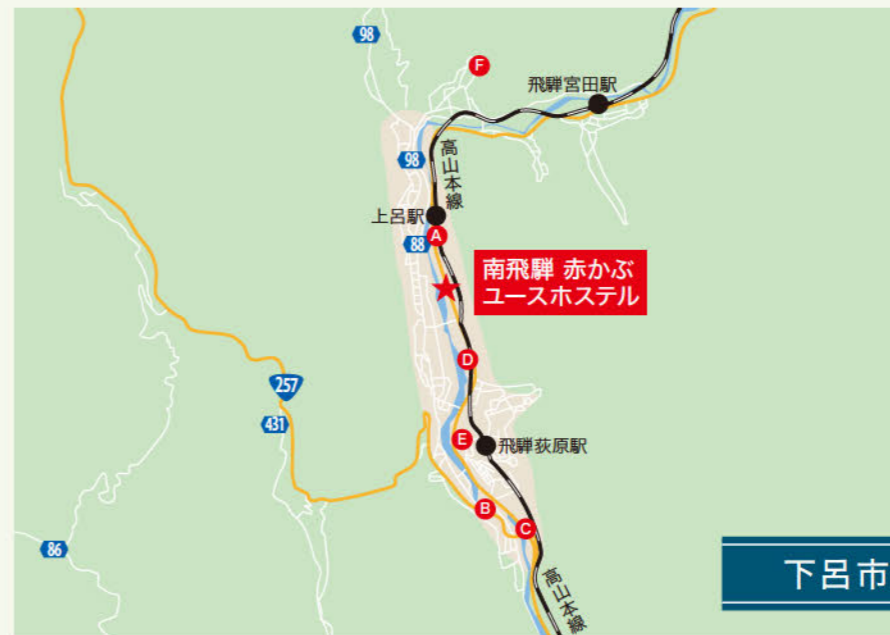 98
F
飛騨宮田駅
98
高山本線
上呂駅
A
88
南飛騨 赤かぶ
ユースホステル
D
257
431
E
飛騨萩原駅
B
C
86
下呂市
高山本線